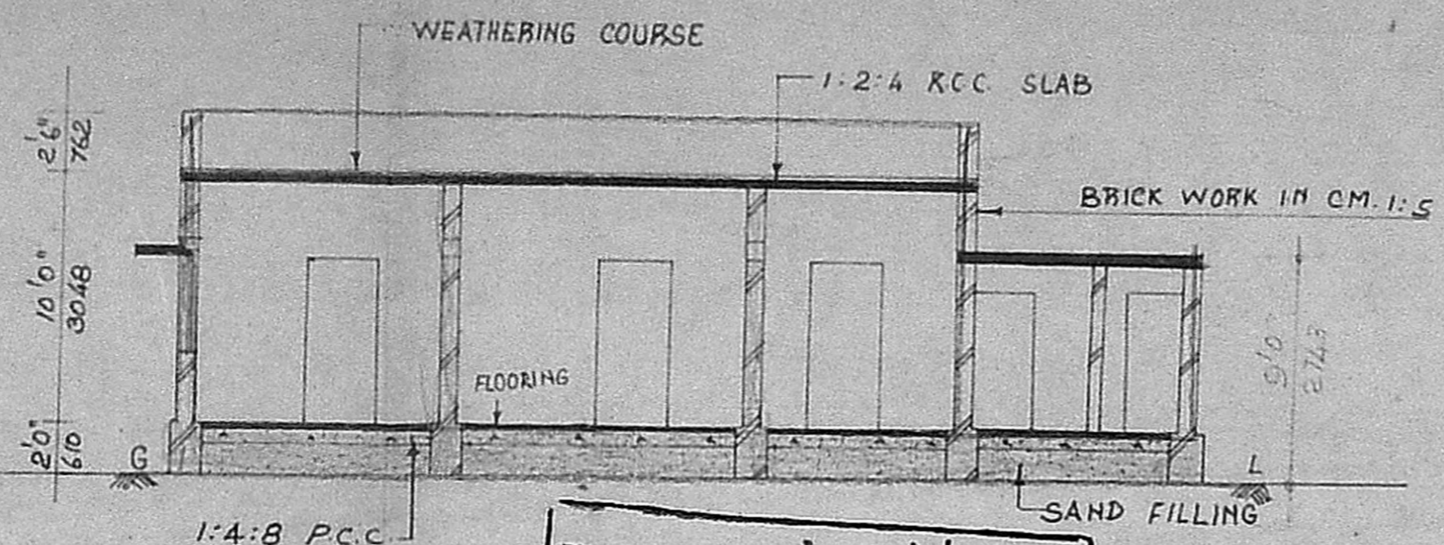 WEATHERING COURSE
1:2:4 R.C.C. SLAB
2'6"
762
BRICK WORK IN CM. 1:5
10'0"
3048
9'0"
2743
FLOORING
2'0"
610
G
L
1:4:8 P.C.C.
SAND FILLING